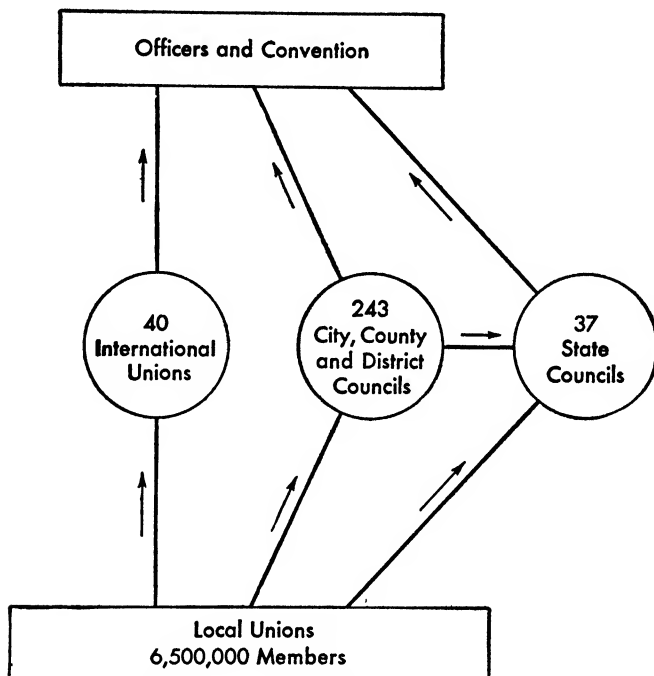 Officers and Convention
40
International
Unions
243
City, County
and District
Councils
37
State
Councils
Local Unions
6,500,000 Members